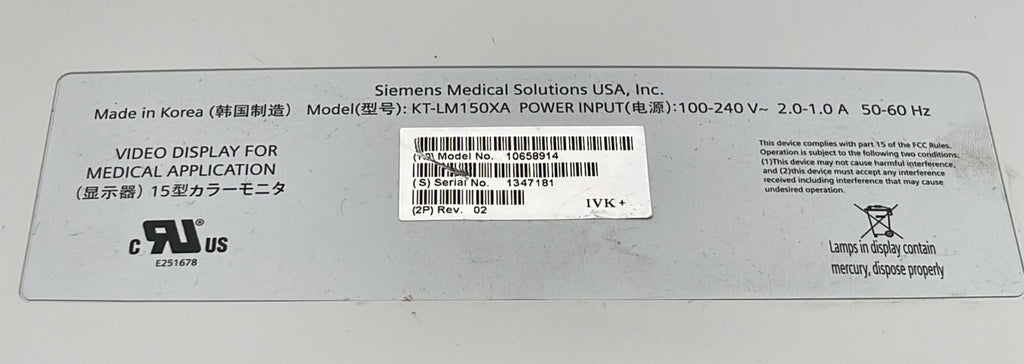 Siemens Medical Solutions USA, Inc.
Made in Korea (韩国制造) Model(型号): KT-LM150XA POWER INPUT(电源):100-240 V~ 2.0-1.0 A 50-60 Hz
VIDEO DISPLAY FOR
MEDICAL APPLICATION
(显示器) 15型カラーモニタ
c RU US
E251678
Model No. 10658914
(S) Serial No. 1347181
(2P) Rev. 02
IVK+
This device complies with part 15 of the FCC Rules.
Operation is subject to the following two conditions;
(1)This device may not cause harmful interference,
and (2)this device must accept any interference
received including interference that may cause
undesired operation.
Lamps in display contain
mercury, dispose properly